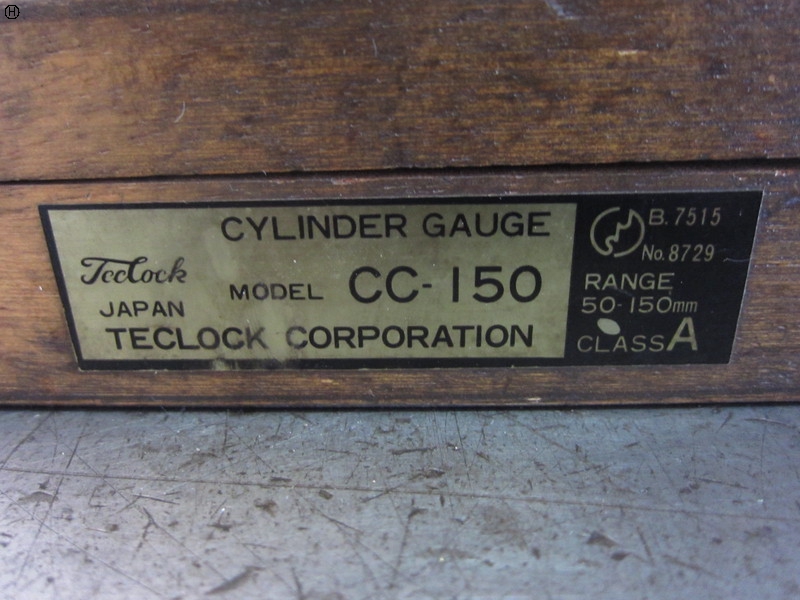 H
CYLINDER GAUGE
Teclock
JAPAN
MODEL CC-150
TECLOCK CORPORATION
B.7515
No.8729
RANGE
50-150mm
CLASS A